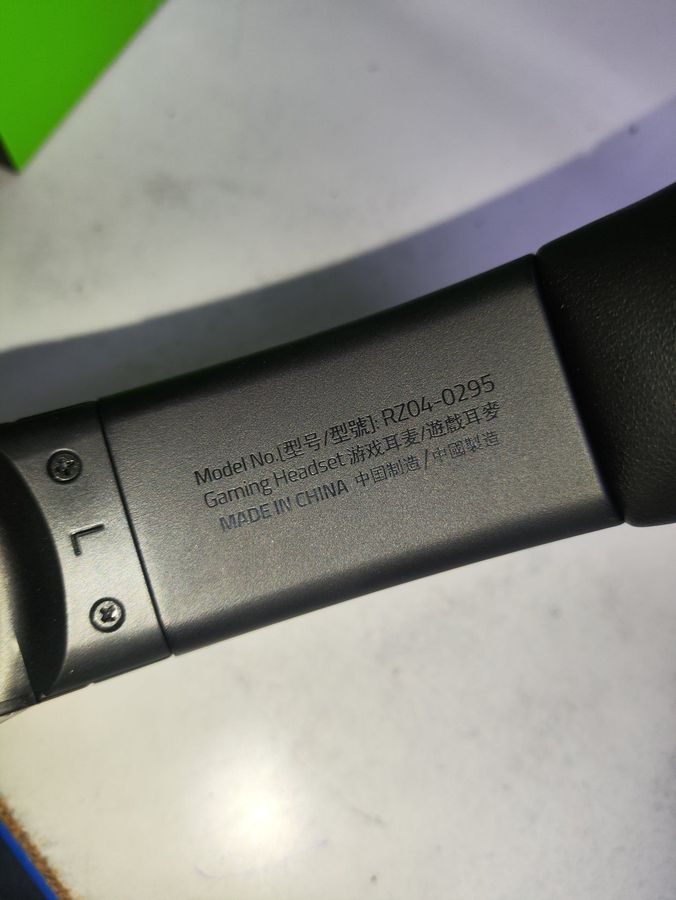 Model No.[型号/型號]: RZ04-0295
Gaming Headset 游戏耳麦/遊戲耳麥
MADE IN CHINA 中国制造/中國製造
L